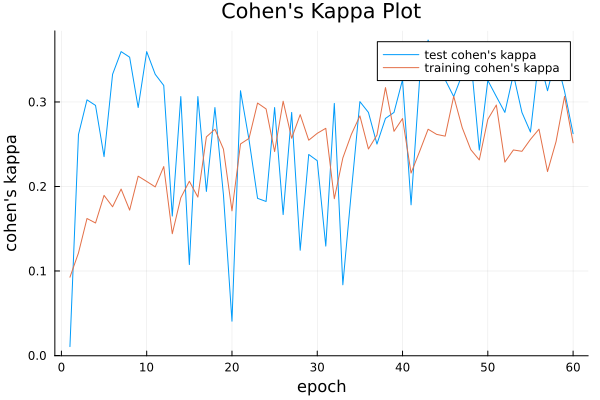 Cohen's Kappa Plot
test cohen's kappa
training cohen's kappa
cohen's kappa
0.3
0.2
0.1
0.0
0 10 20 30 40 50 60
epoch